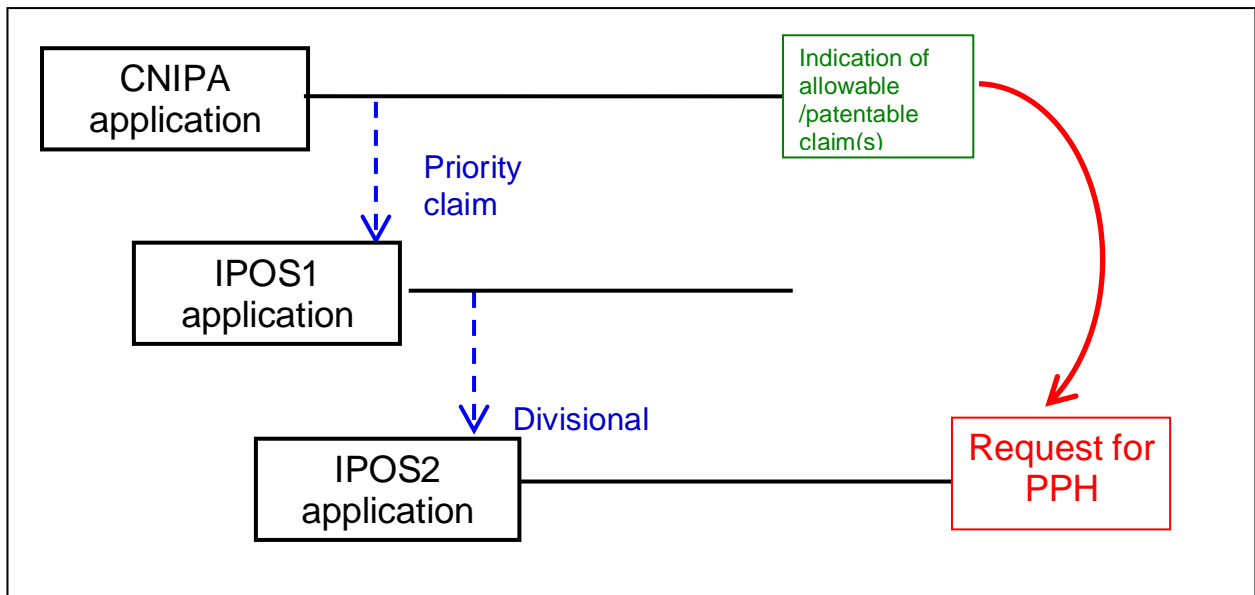 CNIPA
application
Indication of
allowable
/patentable
claim(s)
Priority
claim
IPOS1
application
Divisional
IPOS2
application
Request for
PPH